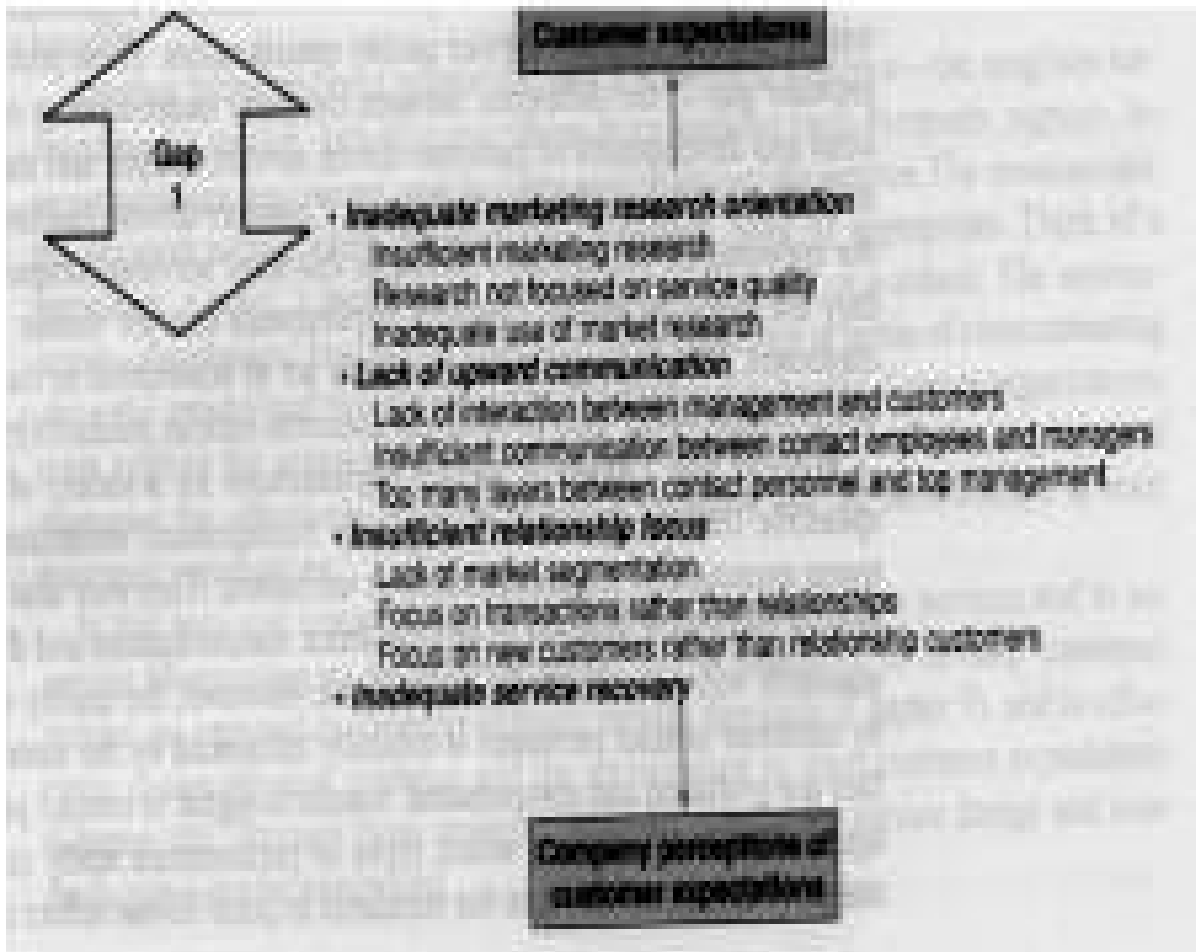 Customer expectations
Gap
1
• Inadequate marketing research orientation
Insufficient marketing research
Research not focused on service quality
Inadequate use of market research
• Lack of upward communication
Lack of interaction between management and customers
Insufficient communication between contact employees and managers
Too many layers between contact personnel and top management
• Insufficient relationship focus
Lack of market segmentation
Focus on transactions rather than relationships
Focus on new customers rather than relationship customers
• Inadequate service recovery
Company perceptions of
customer expectations